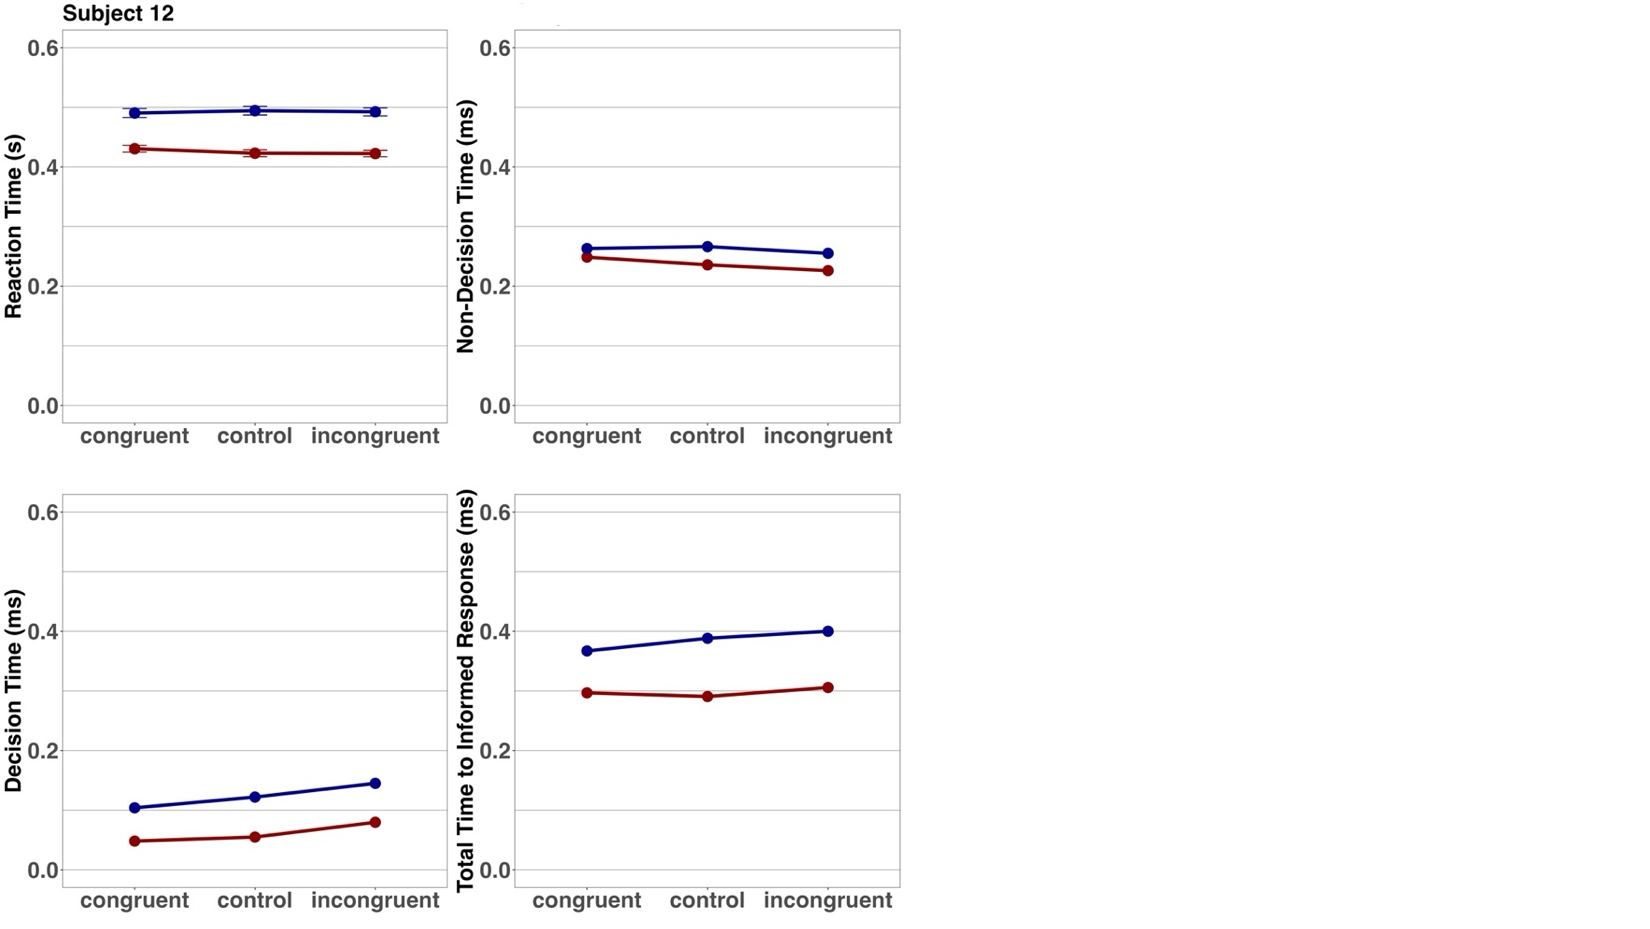 Subject 12
Reaction Time (s)
0.6
0.4
0.2
0.0
congruent control incongruent
Non-Decision Time (ms)
0.6
0.4
0.2
0.0
congruent control incongruent
Decision Time (ms)
0.6
0.4
0.2
0.0
congruent control incongruent
Total Time to Informed Response (ms)
0.6
0.4
0.2
0.0
congruent control incongruent